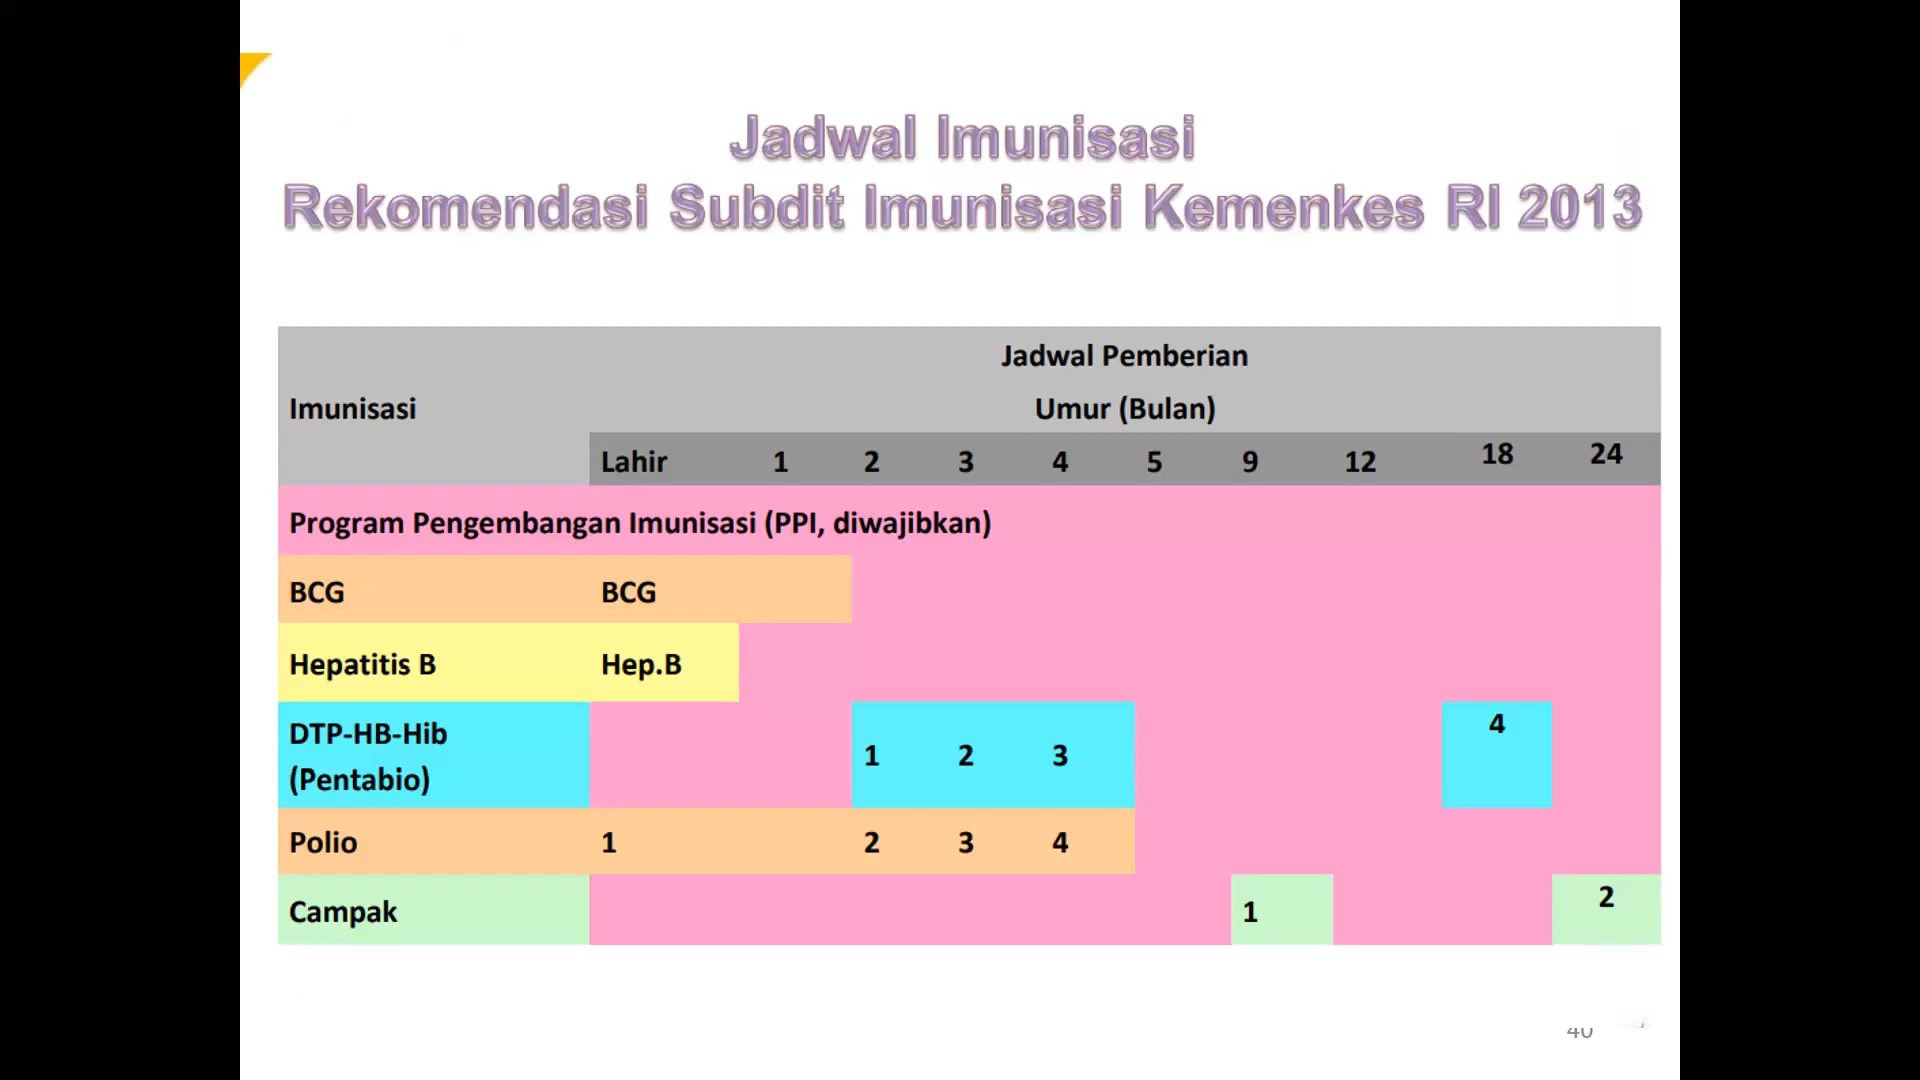 Jadwal Imunisasi
Rekomendasi Subdit Imunisasi Kemenkes RI 2013
Jadwal Pemberian
Imunisasi Umur (Bulan)
Lahir 1 2 3 4 5 9 12 18 24
Program Pengembangan Imunisasi (PPI, diwajibkan)
BCG BCG
Hepatitis B Hep.B
DTP-HB-Hib
(Pentabio) 1 2 3 4
Polio 1 2 3 4
Campak 1 2
40